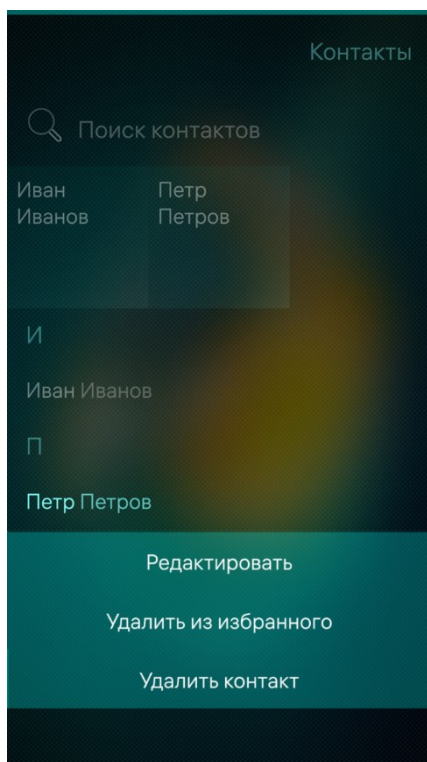 Контакты
Поиск контактов
Иван
Иванов
Петр
Петров
И
Иван Иванов
П
Петр Петров
Редактировать
Удалить из избранного
Удалить контакт